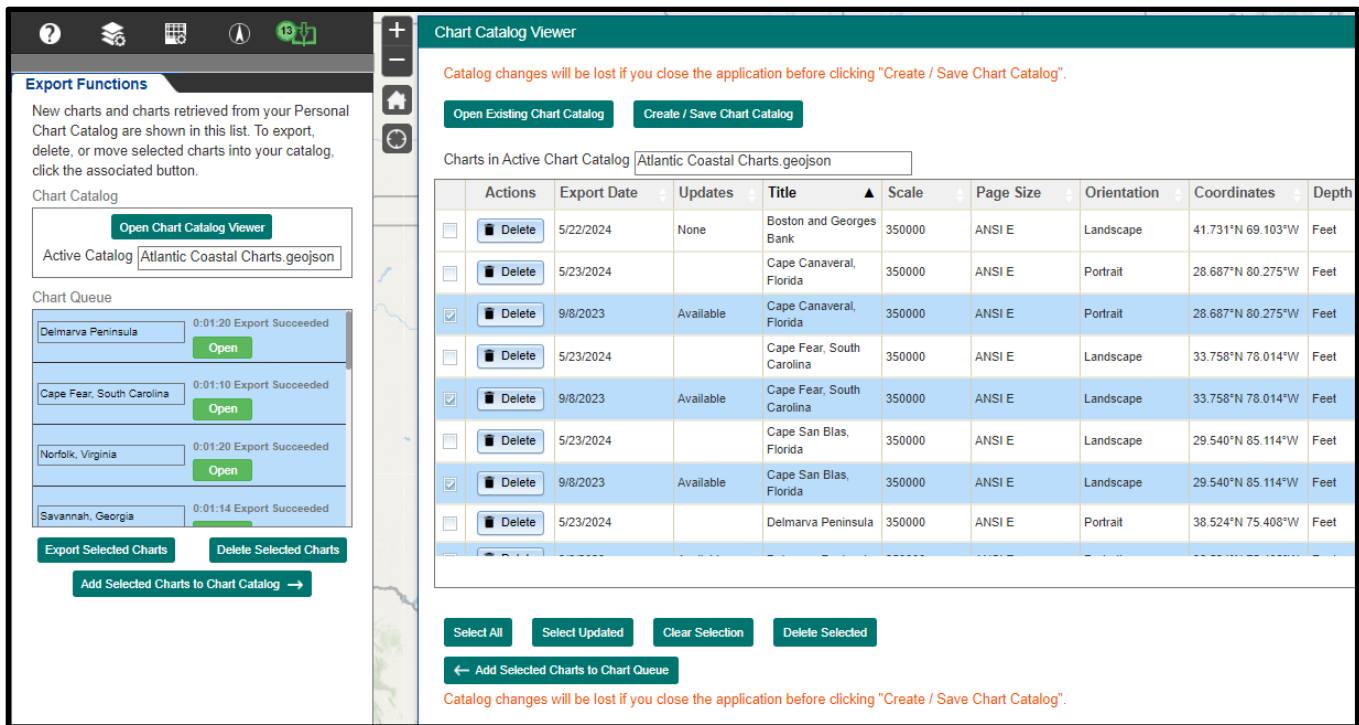 13
Export Functions
New charts and charts retrieved from your Personal
Chart Catalog are shown in this list. To export,
delete, or move selected charts into your catalog,
click the associated button.
Chart Catalog
Open Chart Catalog Viewer
Active Catalog Atlantic Coastal Charts.geojson
Chart Queue
Delmarva Peninsula 0:01:20 Export Succeeded
Open
Cape Fear, South Carolina 0:01:10 Export Succeeded
Open
Norfolk, Virginia 0:01:20 Export Succeeded
Open
Savannah, Georgia 0:01:14 Export Succeeded
Export Selected Charts Delete Selected Charts
Add Selected Charts to Chart Catalog →
Chart Catalog Viewer
Catalog changes will be lost if you close the application before clicking "Create / Save Chart Catalog".
Open Existing Chart Catalog Create / Save Chart Catalog
Charts in Active Chart Catalog Atlantic Coastal Charts.geojson
Actions Export Date Updates Title ▲ Scale Page Size Orientation Coordinates Depth
Delete 5/22/2024 None Boston and Georges Bank 350000 ANSI E Landscape 41.731°N 69.103°W Feet
Delete 5/23/2024 Cape Canaveral, Florida 350000 ANSI E Portrait 28.687°N 80.275°W Feet
Delete 9/8/2023 Available Cape Canaveral, Florida 350000 ANSI E Portrait 28.687°N 80.275°W Feet
Delete 5/23/2024 Cape Fear, South Carolina 350000 ANSI E Landscape 33.758°N 78.014°W Feet
Delete 9/8/2023 Available Cape Fear, South Carolina 350000 ANSI E Landscape 33.758°N 78.014°W Feet
Delete 5/23/2024 Cape San Blas, Florida 350000 ANSI E Landscape 29.540°N 85.114°W Feet
Delete 9/8/2023 Available Cape San Blas, Florida 350000 ANSI E Landscape 29.540°N 85.114°W Feet
Delete 5/23/2024 Delmarva Peninsula 350000 ANSI E Portrait 38.524°N 75.408°W Feet
Select All Select Updated Clear Selection Delete Selected
← Add Selected Charts to Chart Queue
Catalog changes will be lost if you close the application before clicking "Create / Save Chart Catalog".